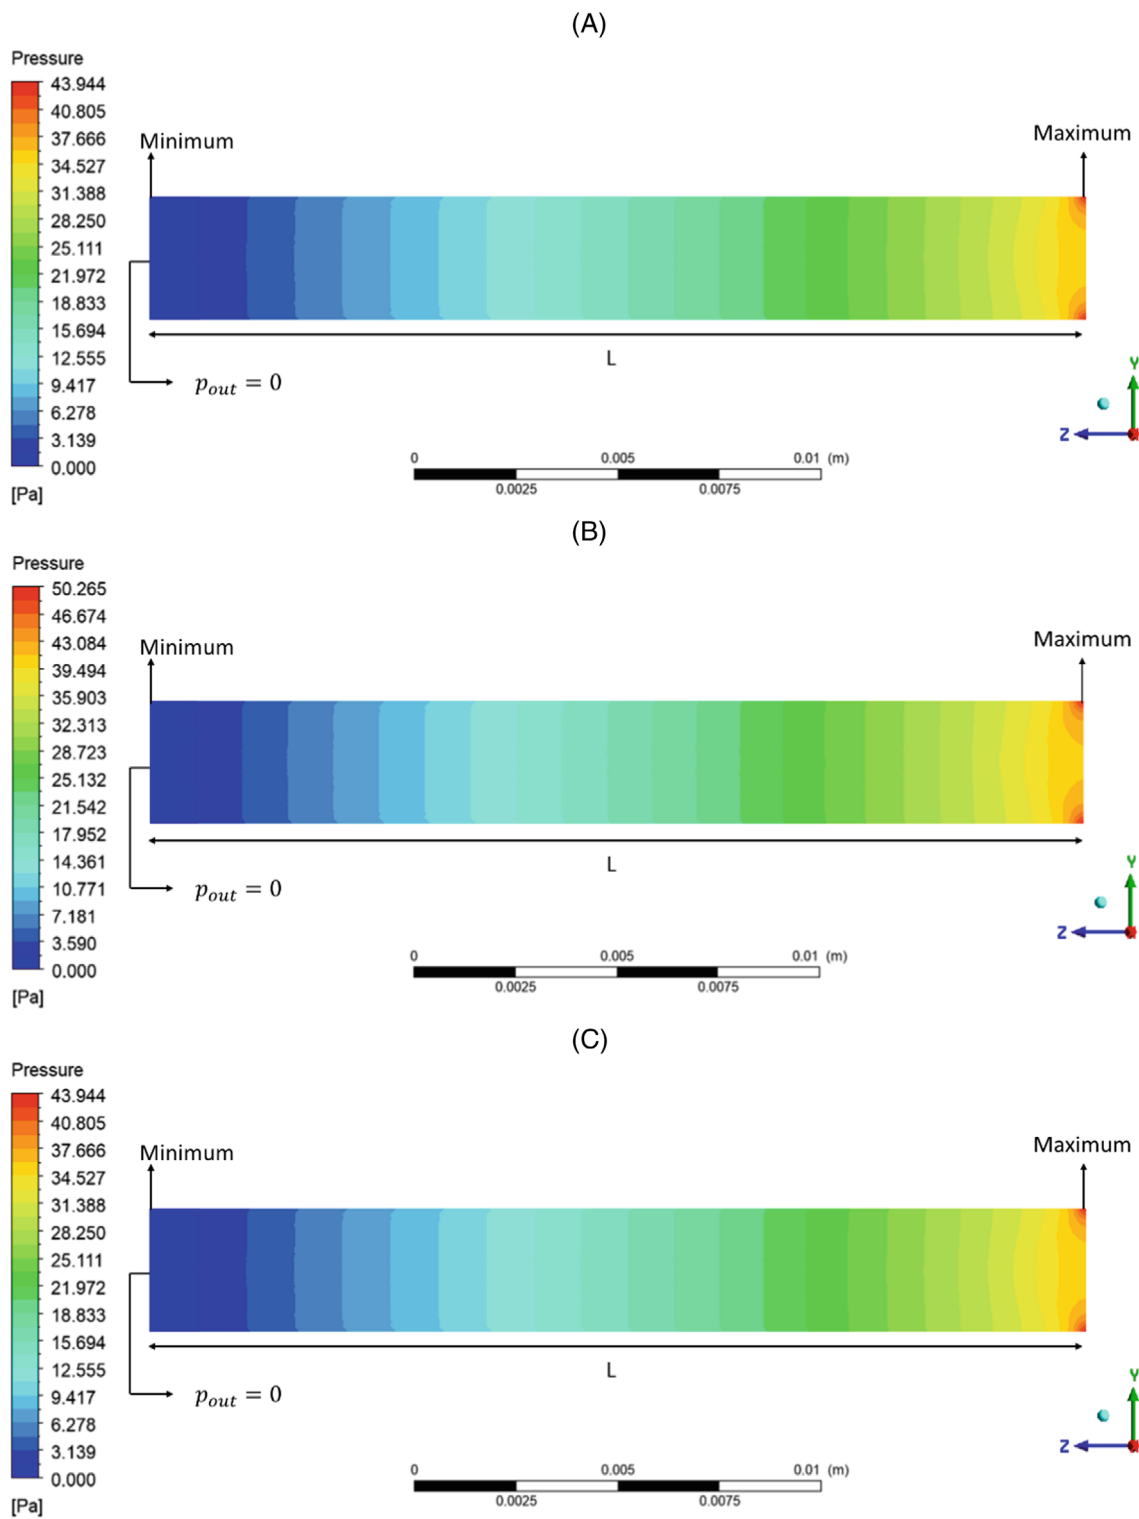 (A)
Pressure
43.944
40.805
37.666
34.527
31.388
28.250
25.111
21.972
18.833
15.694
12.555
9.417
6.278
3.139
0.000
[Pa]
Minimum
Maximum
L
p_out = 0
Y
Z
X
0 0.005 0.01 (m)
0.0025 0.0075
(B)
Pressure
50.265
46.674
43.084
39.494
35.903
32.313
28.723
25.132
21.542
17.952
14.361
10.771
7.181
3.590
0.000
[Pa]
Minimum
Maximum
L
p_out = 0
Y
Z
X
0 0.005 0.01 (m)
0.0025 0.0075
(C)
Pressure
43.944
40.805
37.666
34.527
31.388
28.250
25.111
21.972
18.833
15.694
12.555
9.417
6.278
3.139
0.000
[Pa]
Minimum
Maximum
L
p_out = 0
Y
Z
X
0 0.005 0.01 (m)
0.0025 0.0075